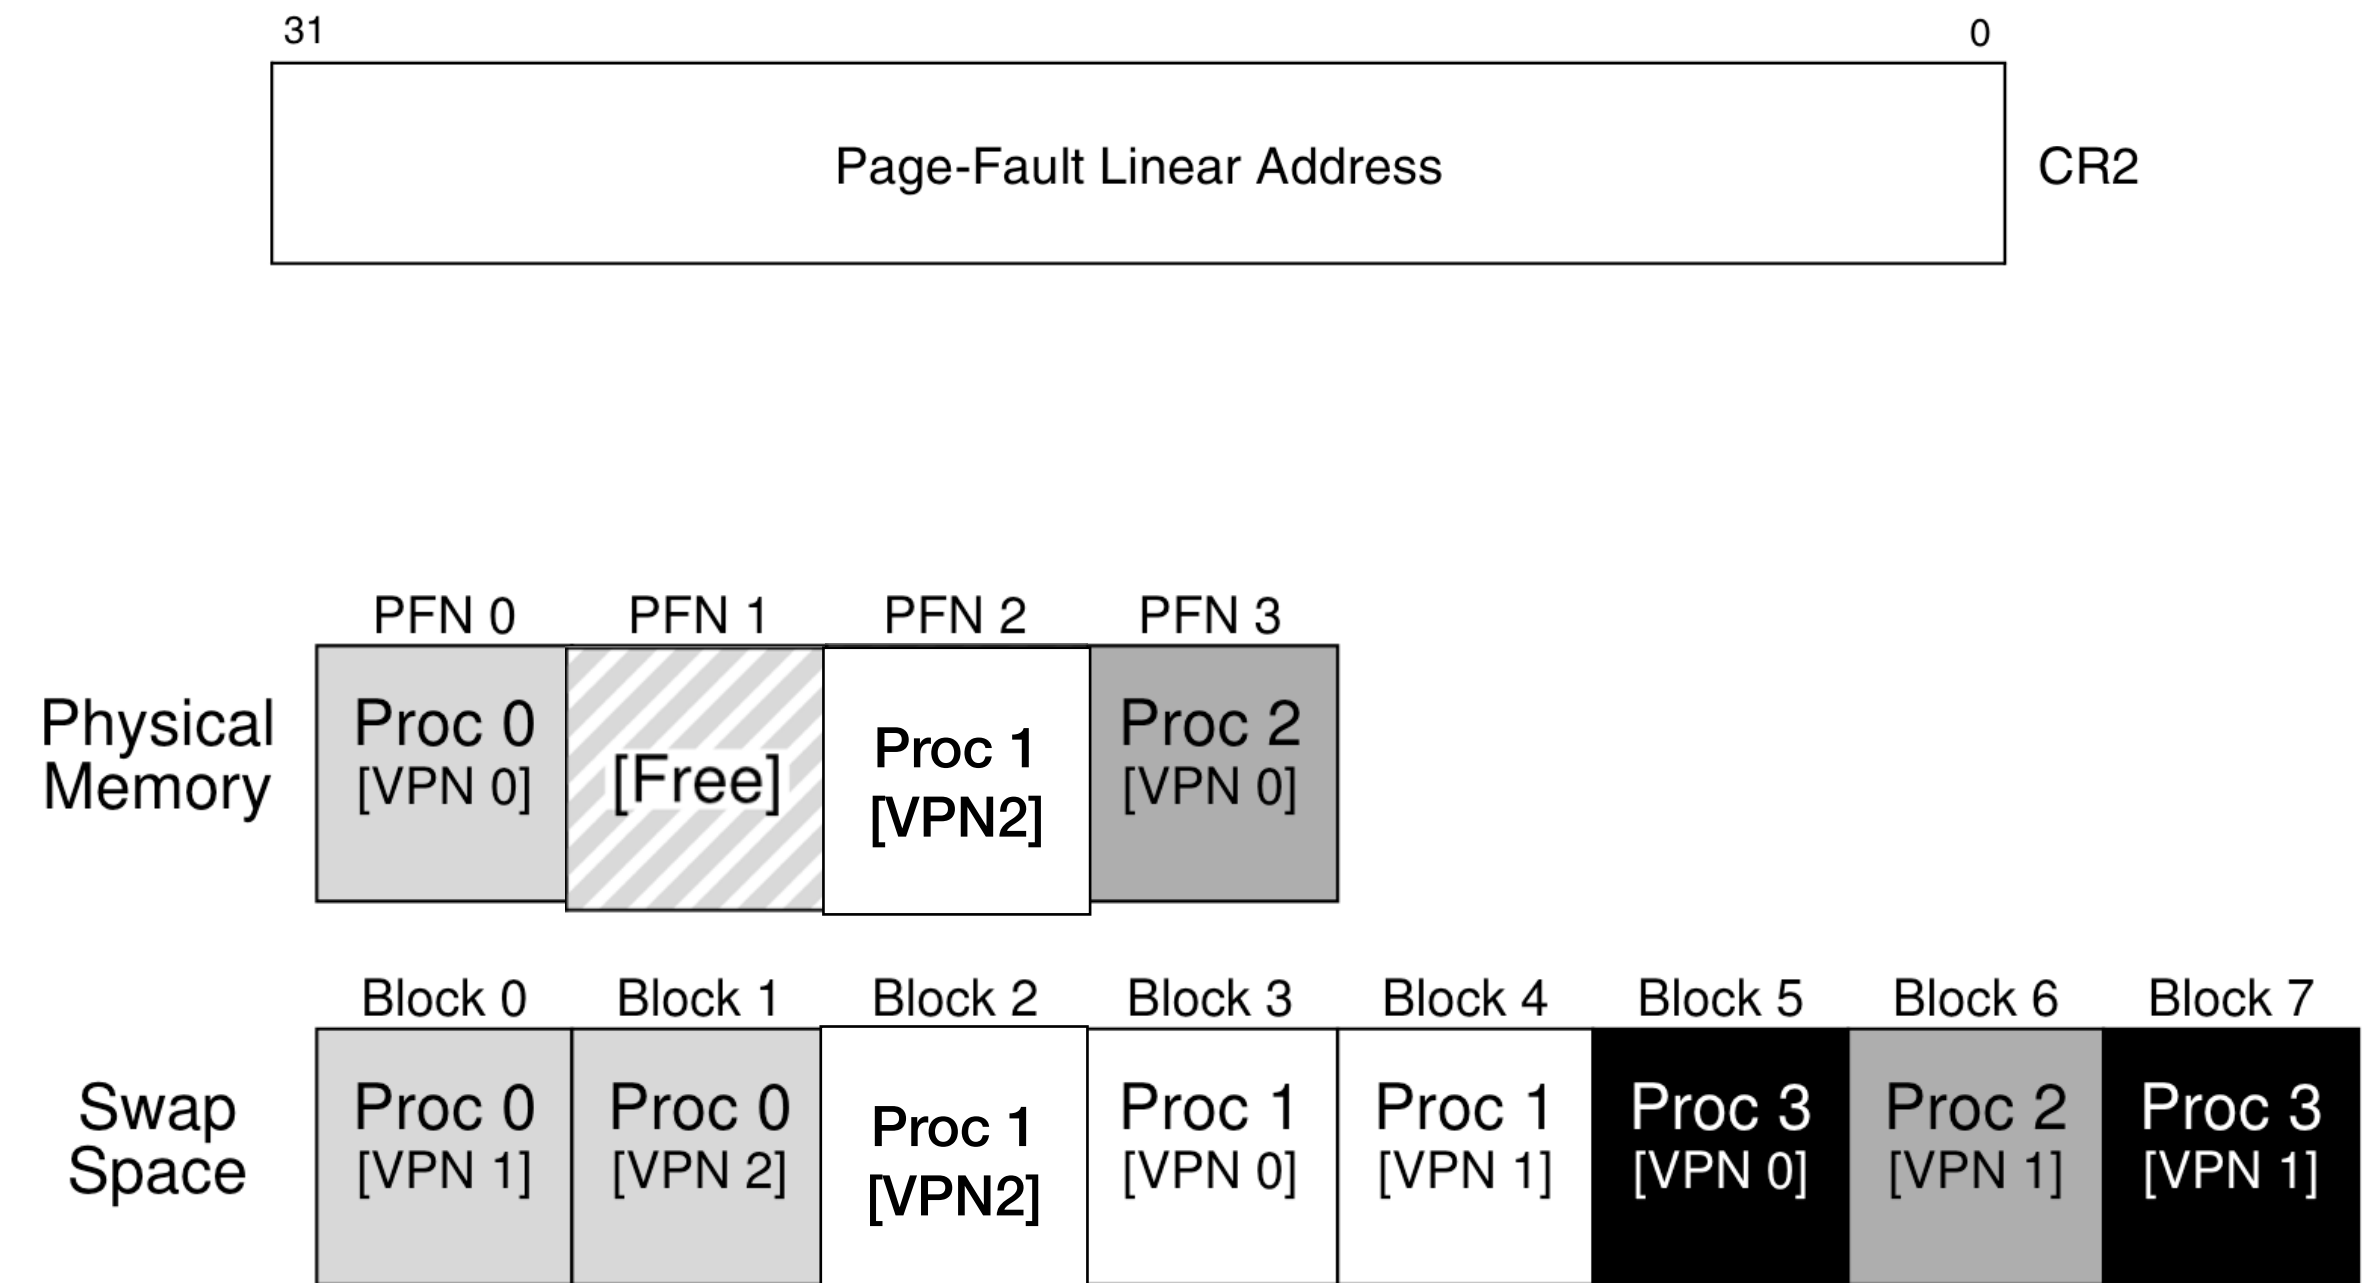 31 0
Page-Fault Linear Address CR2
PFN 0 PFN 1 PFN 2 PFN 3
Physical
Memory
Proc 0
[VPN 0]
[Free]
Proc 1
[VPN2]
Proc 2
[VPN 0]
Block 0 Block 1 Block 2 Block 3 Block 4 Block 5 Block 6 Block 7
Swap
Space
Proc 0
[VPN 1]
Proc 0
[VPN 2]
Proc 1
[VPN2]
Proc 1
[VPN 0]
Proc 1
[VPN 1]
Proc 3
[VPN 0]
Proc 2
[VPN 1]
Proc 3
[VPN 1]